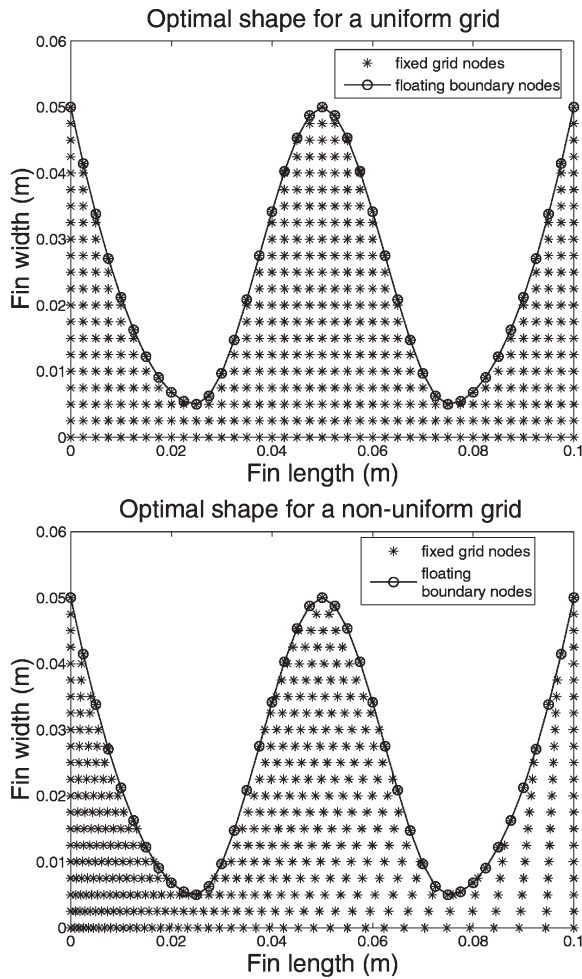 Optimal shape for a uniform grid
0.06
fixed grid nodes
floating boundary nodes
0.05
0.04
0.03
0.02
0.01
0
Fin width (m)
0 0.02 0.04 0.06 0.08 0.1
Fin length (m)
Optimal shape for a non-uniform grid
0.06
fixed grid nodes
floating
boundary nodes
0.05
0.04
0.03
0.02
0.01
0
Fin width (m)
0 0.02 0.04 0.06 0.08 0.1
Fin length (m)